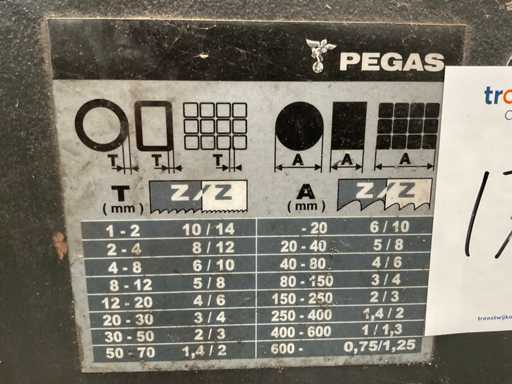 PEGAS
T T T A A A
T Z/Z A Z/Z
(mm) (mm)
1 - 2 10 / 14 - 20 6 / 10
2 - 4 8 / 12 20 - 40 5 / 8
4 - 8 6 / 10 40 - 80 4 / 6
8 - 12 5 / 8 80 - 150 3 / 4
12 - 20 4 / 6 150 - 250 2 / 3
20 - 30 3 / 4 250 - 400 1,4 / 2
30 - 50 2 / 3 400 - 600 1 / 1,3
50 - 70 1,4 / 2 600 - 0,75/1,25